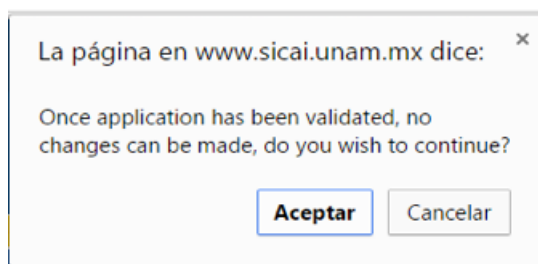 La página en www.sicai.unam.mx dice:
Once application has been validated, no
changes can be made, do you wish to continue?
Aceptar Cancelar